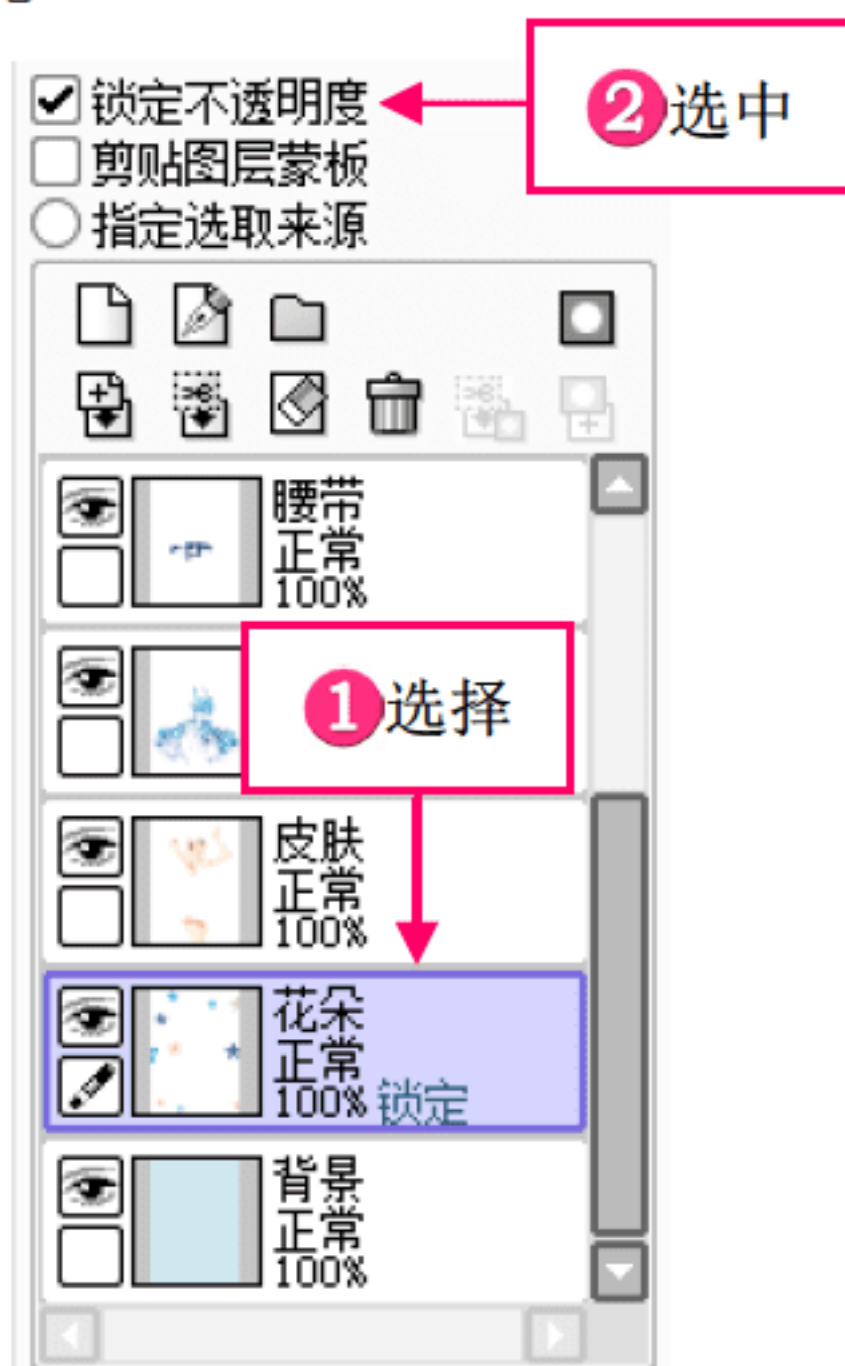 锁定不透明度
❷选中
剪贴图层蒙板
指定选取来源
腰带
正常
100%
❶选择
皮肤
正常
100%
花朵
正常
100% 锁定
背景
正常
100%